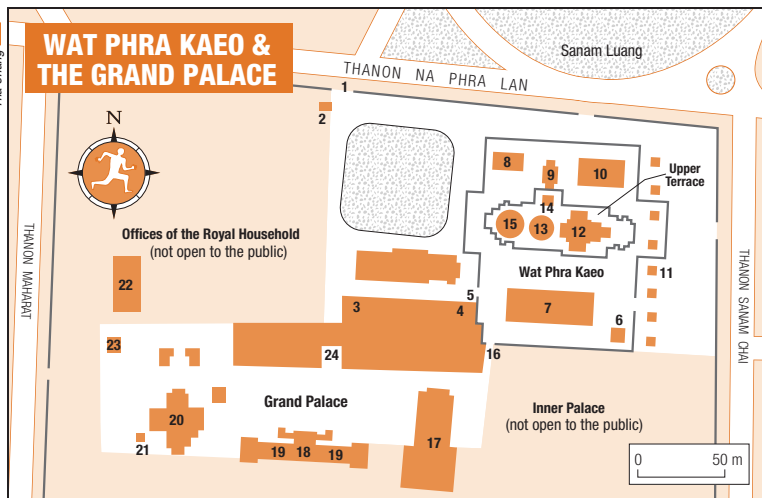 WAT PHRA KAEO &
THE GRAND PALACE
Sanam Luang
THANON NA PHRA LAN
1
2
N
8
9
10
Upper
Terrace
14
15
13
12
Offices of the Royal Household
(not open to the public)
Wat Phra Kaeo
11
THANON MAHARAT
THANON SANAM CHAI
22
5
3
4
7
6
23
24
16
Grand Palace
Inner Palace
(not open to the public)
20
21
19
18
19
17
0
50 m